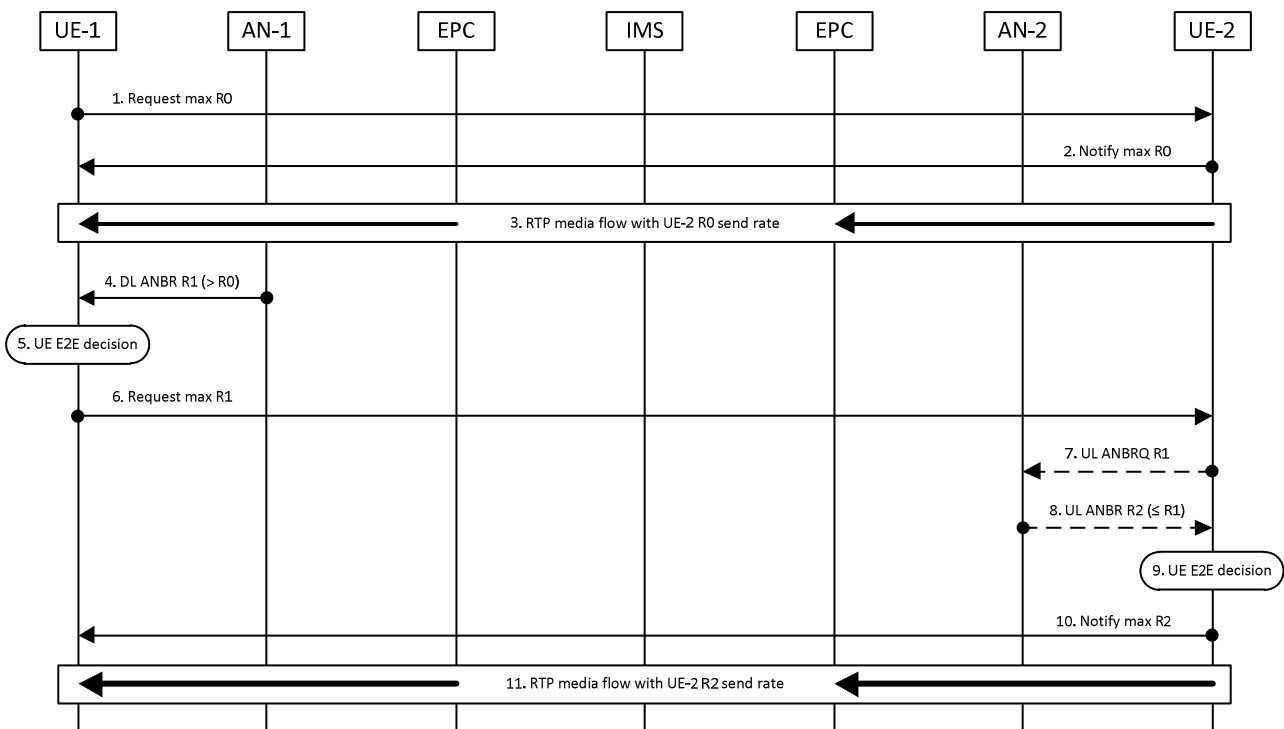 UE-1 AN-1 EPC IMS EPC AN-2 UE-2
1. Request max R0
2. Notify max R0
3. RTP media flow with UE-2 R0 send rate
4. DL ANBR R1 (> R0)
5. UE E2E decision
6. Request max R1
7. UL ANBRQ R1
8. UL ANBR R2 (≤ R1)
9. UE E2E decision
10. Notify max R2
11. RTP media flow with UE-2 R2 send rate